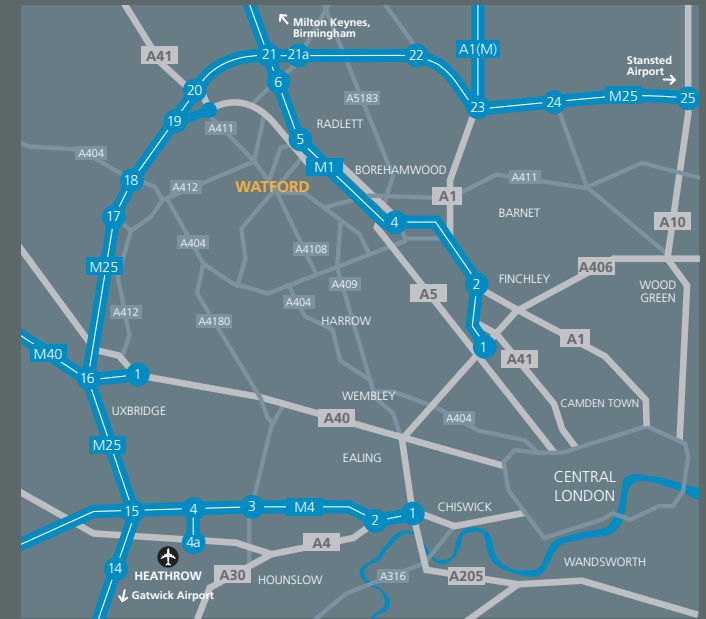 Milton Keynes,
Birmingham
A41
21
21a
22
A1(M)
Stansted
Airport
20
6
A5183
23
24
M25
25
19
A411
RADLETT
5
A404
M1
BOREHAMWOOD
18
A412
WATFORD
A411
A1
17
4
BARNET
A10
A404
A4108
M25
A406
2
FINCHLEY
A409
A5
WOOD
GREEN
A404
A412
A4180
HARROW
A1
M40
1
A41
16
1
WEMBLEY
CAMDEN TOWN
UXBRIDGE
A40
A404
M25
EALING
CENTRAL
LONDON
15
4
3
M4
2
1
CHISWICK
4a
A4
WANDSWORTH
14
HEATHROW
A30
HOUNSLOW
A316
A205
Gatwick Airport